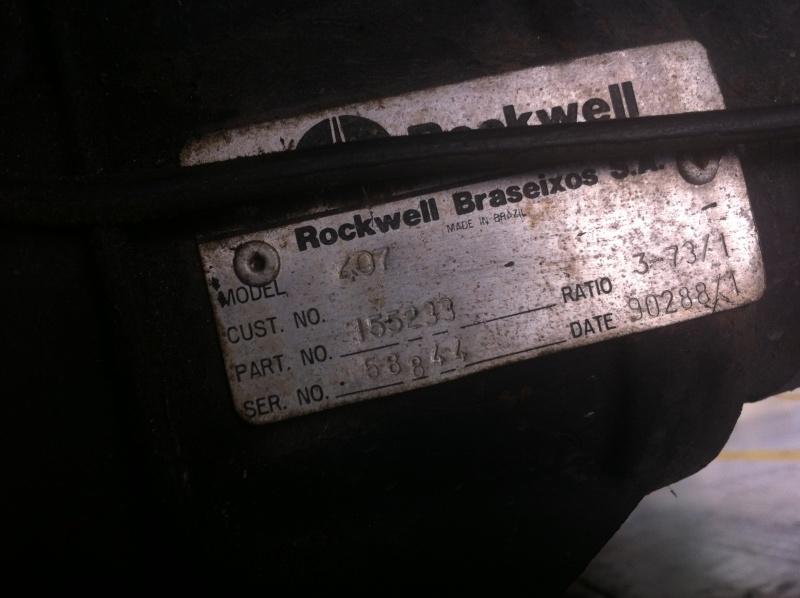 Rockwell
Rockwell Braseixos S.A.
MADE IN BRAZIL
MODEL 407 RATIO 3-73/1
CUST. NO. 155233 DATE 90288/1
PART. NO. 58844
SER. NO.